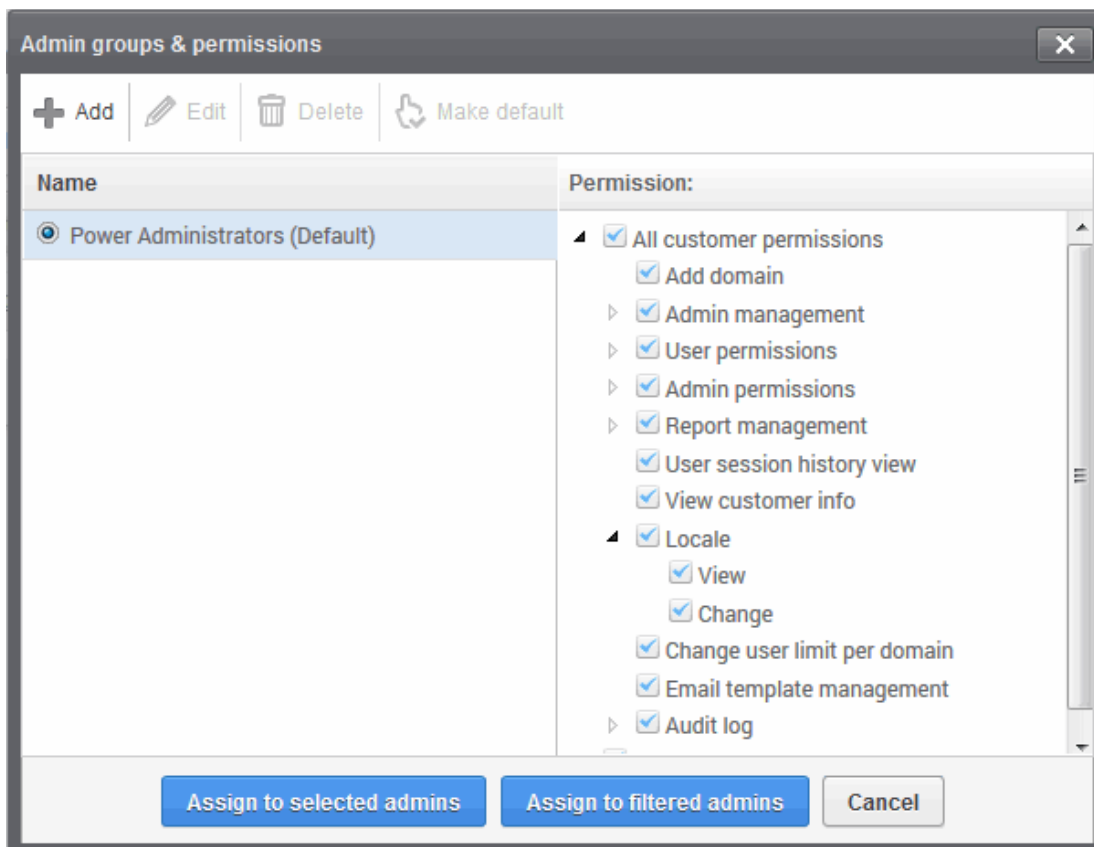 Admin groups & permissions
Add Edit Delete Make default
Name Permission:
Power Administrators (Default)
All customer permissions
Add domain
Admin management
User permissions
Admin permissions
Report management
User session history view
View customer info
Locale
View
Change
Change user limit per domain
Email template management
Audit log
Assign to selected admins Assign to filtered admins Cancel